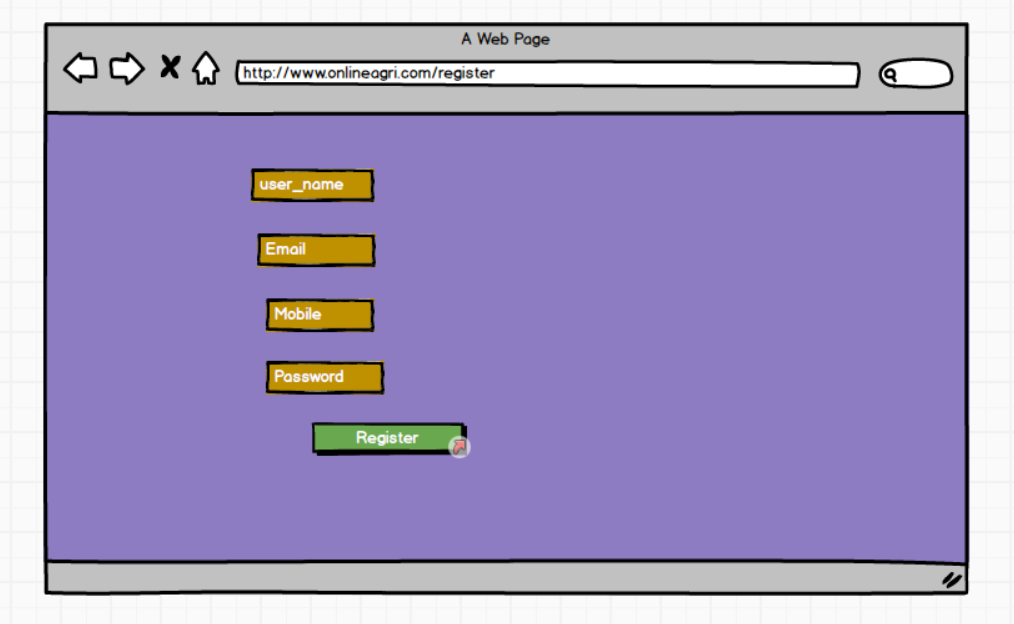 A Web Page
http://www.onlineagri.com/register
user_name
Email
Mobile
Password
Register